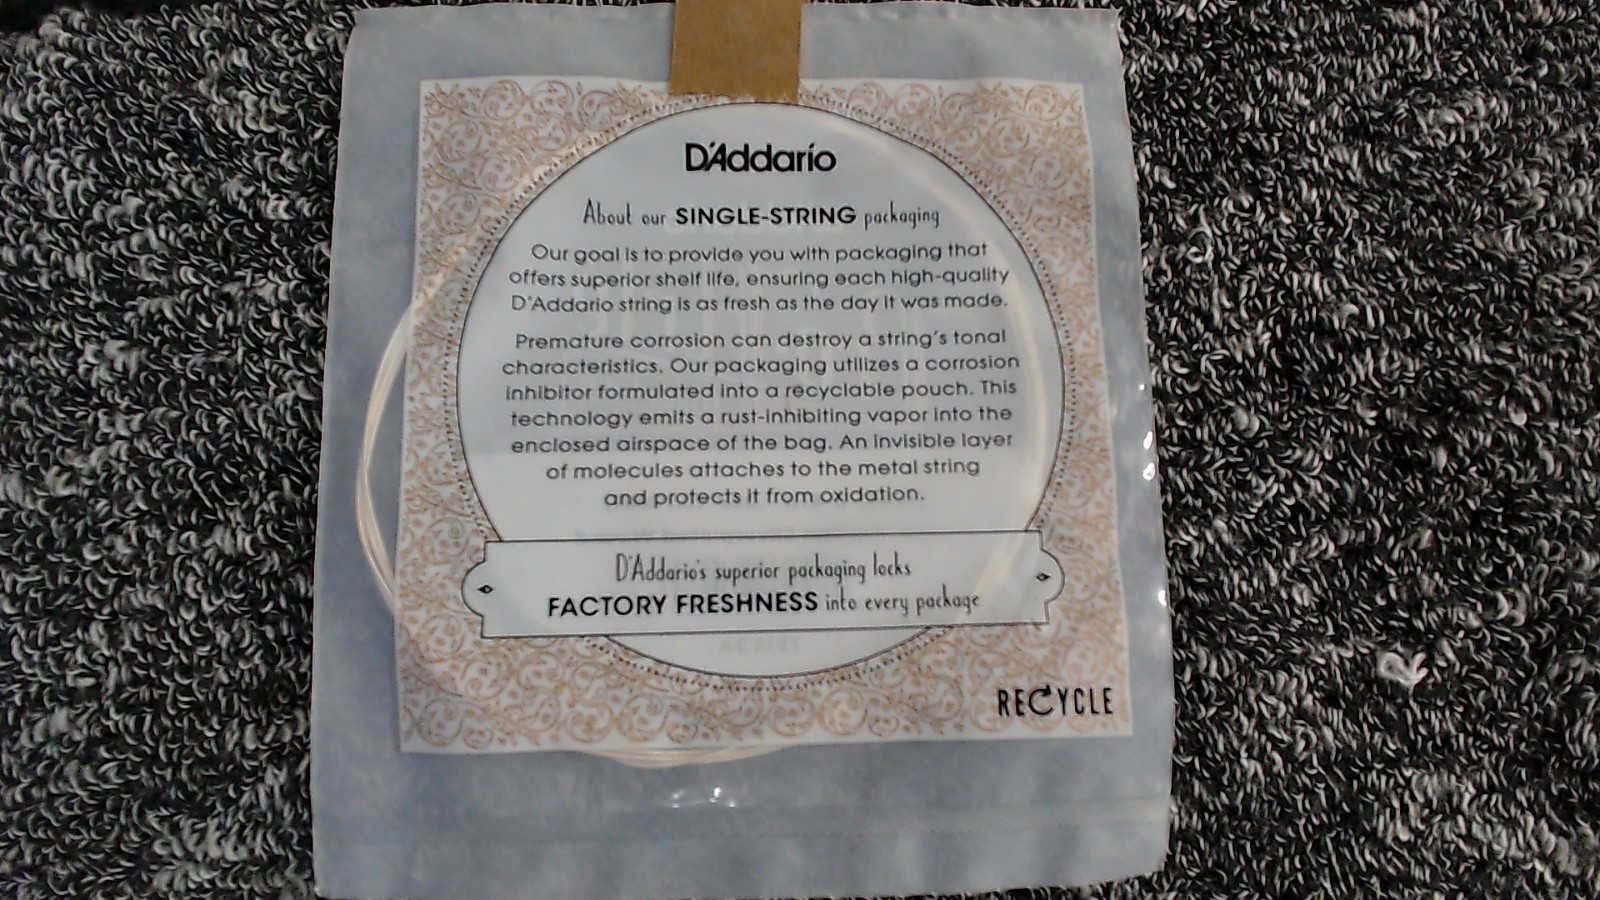 D'Addario
About our SINGLE-STRING packaging
Our goal is to provide you with packaging that
offers superior shelf life, ensuring each high-quality
D'Addario string is as fresh as the day it was made.
Premature corrosion can destroy a string's tonal
characteristics. Our packaging utilizes a corrosion
inhibitor formulated into a recyclable pouch. This
technology emits a rust-inhibiting vapor into the
enclosed airspace of the bag. An invisible layer
of molecules attaches to the metal string
and protects it from oxidation.
D'Addario's superior packaging locks
FACTORY FRESHNESS into every package
RECYCLE